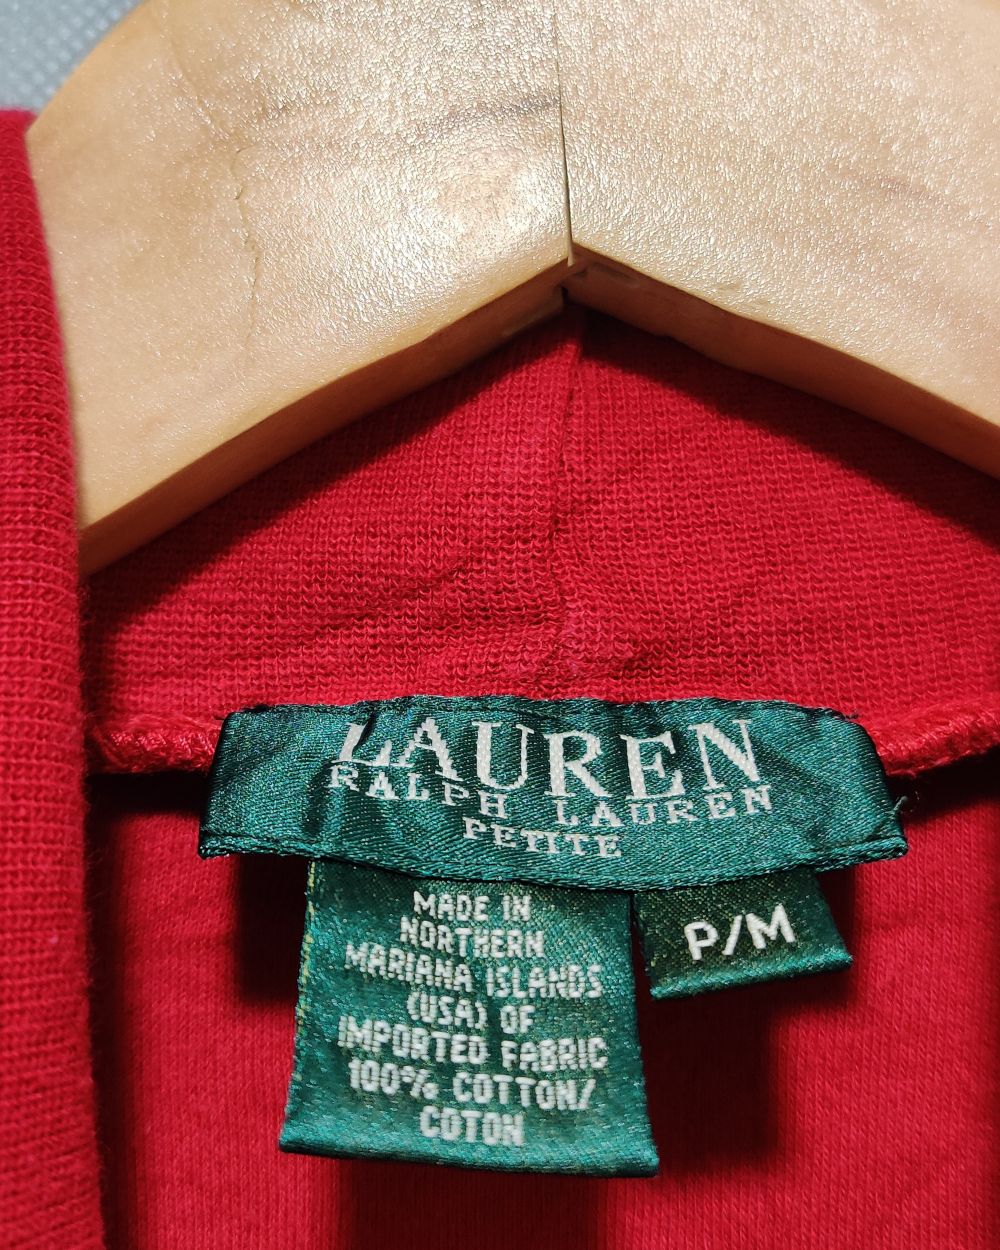 LAUREN
RALPH LAUREN
PETITE
MADE IN
NORTHERN
MARIANA ISLANDS
(USA) OF
IMPORTED FABRIC
100% COTTON/
COTON
P/M